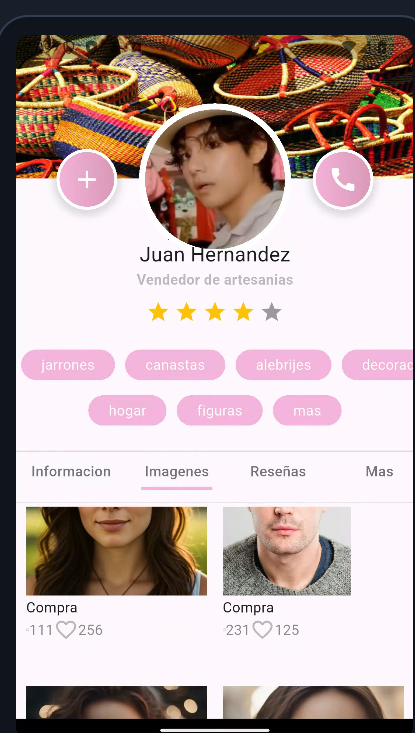 Juan Hernandez
Vendedor de artesanias
jarrones canastas alebrijes decorac
hogar figuras mas
Informacion Imagenes Reseñas Mas
Compra Compra
111 256 231 125